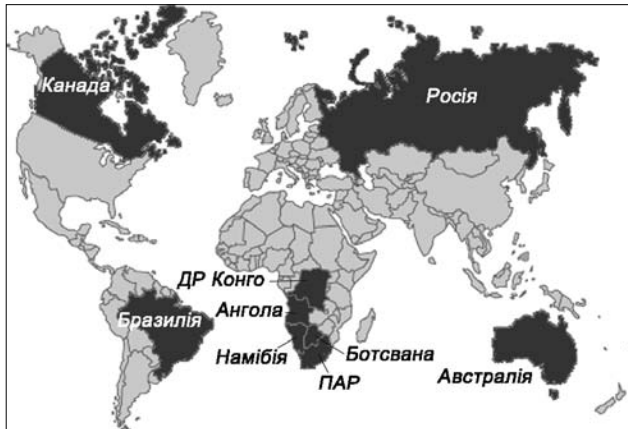 Канада
Росія
ДР Конго
Ангола
Бразилія
Намібія
Ботсвана
ПАР
Австралія